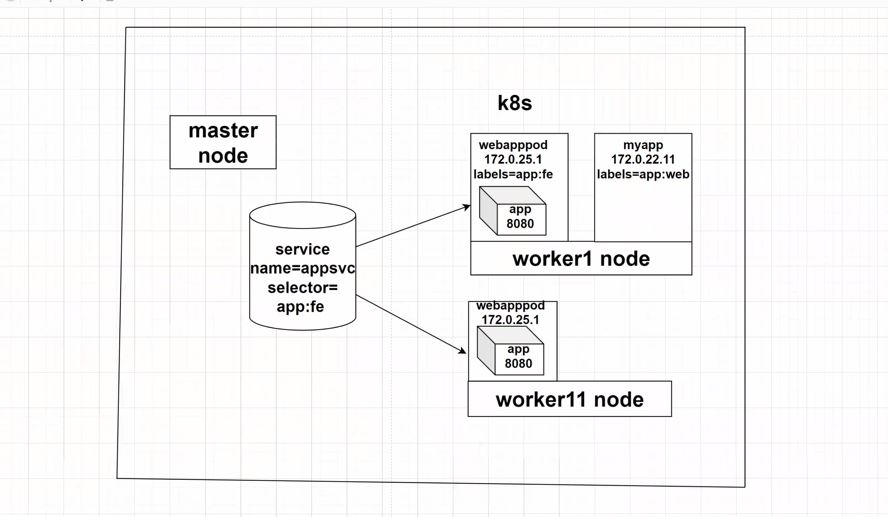 k8s
master
node
service
name=appsvc
selector=
app:fe
webapppod
172.0.25.1
labels=app:fe
app
8080
myapp
172.0.22.11
labels=app:web
worker1 node
webapppod
172.0.25.1
app
8080
worker11 node